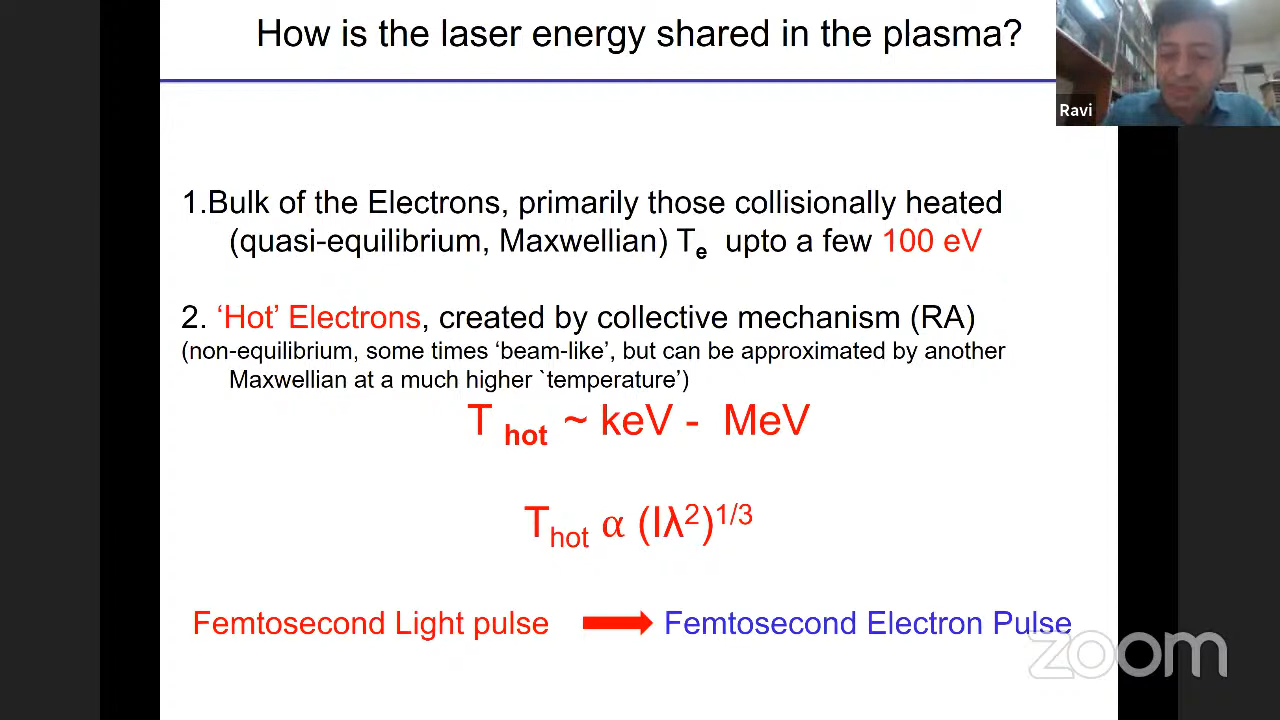 How is the laser energy shared in the plasma?
Ravi
1.Bulk of the Electrons, primarily those collisionally heated
(quasi-equilibrium, Maxwellian) Te upto a few 100 eV
2. ‘Hot’ Electrons, created by collective mechanism (RA)
(non-equilibrium, some times ‘beam-like’, but can be approximated by another
Maxwellian at a much higher `temperature’)
T hot ~ keV - MeV
Thot α (Iλ²)¹/³
Femtosecond Light pulse
Femtosecond Electron Pulse
zoom